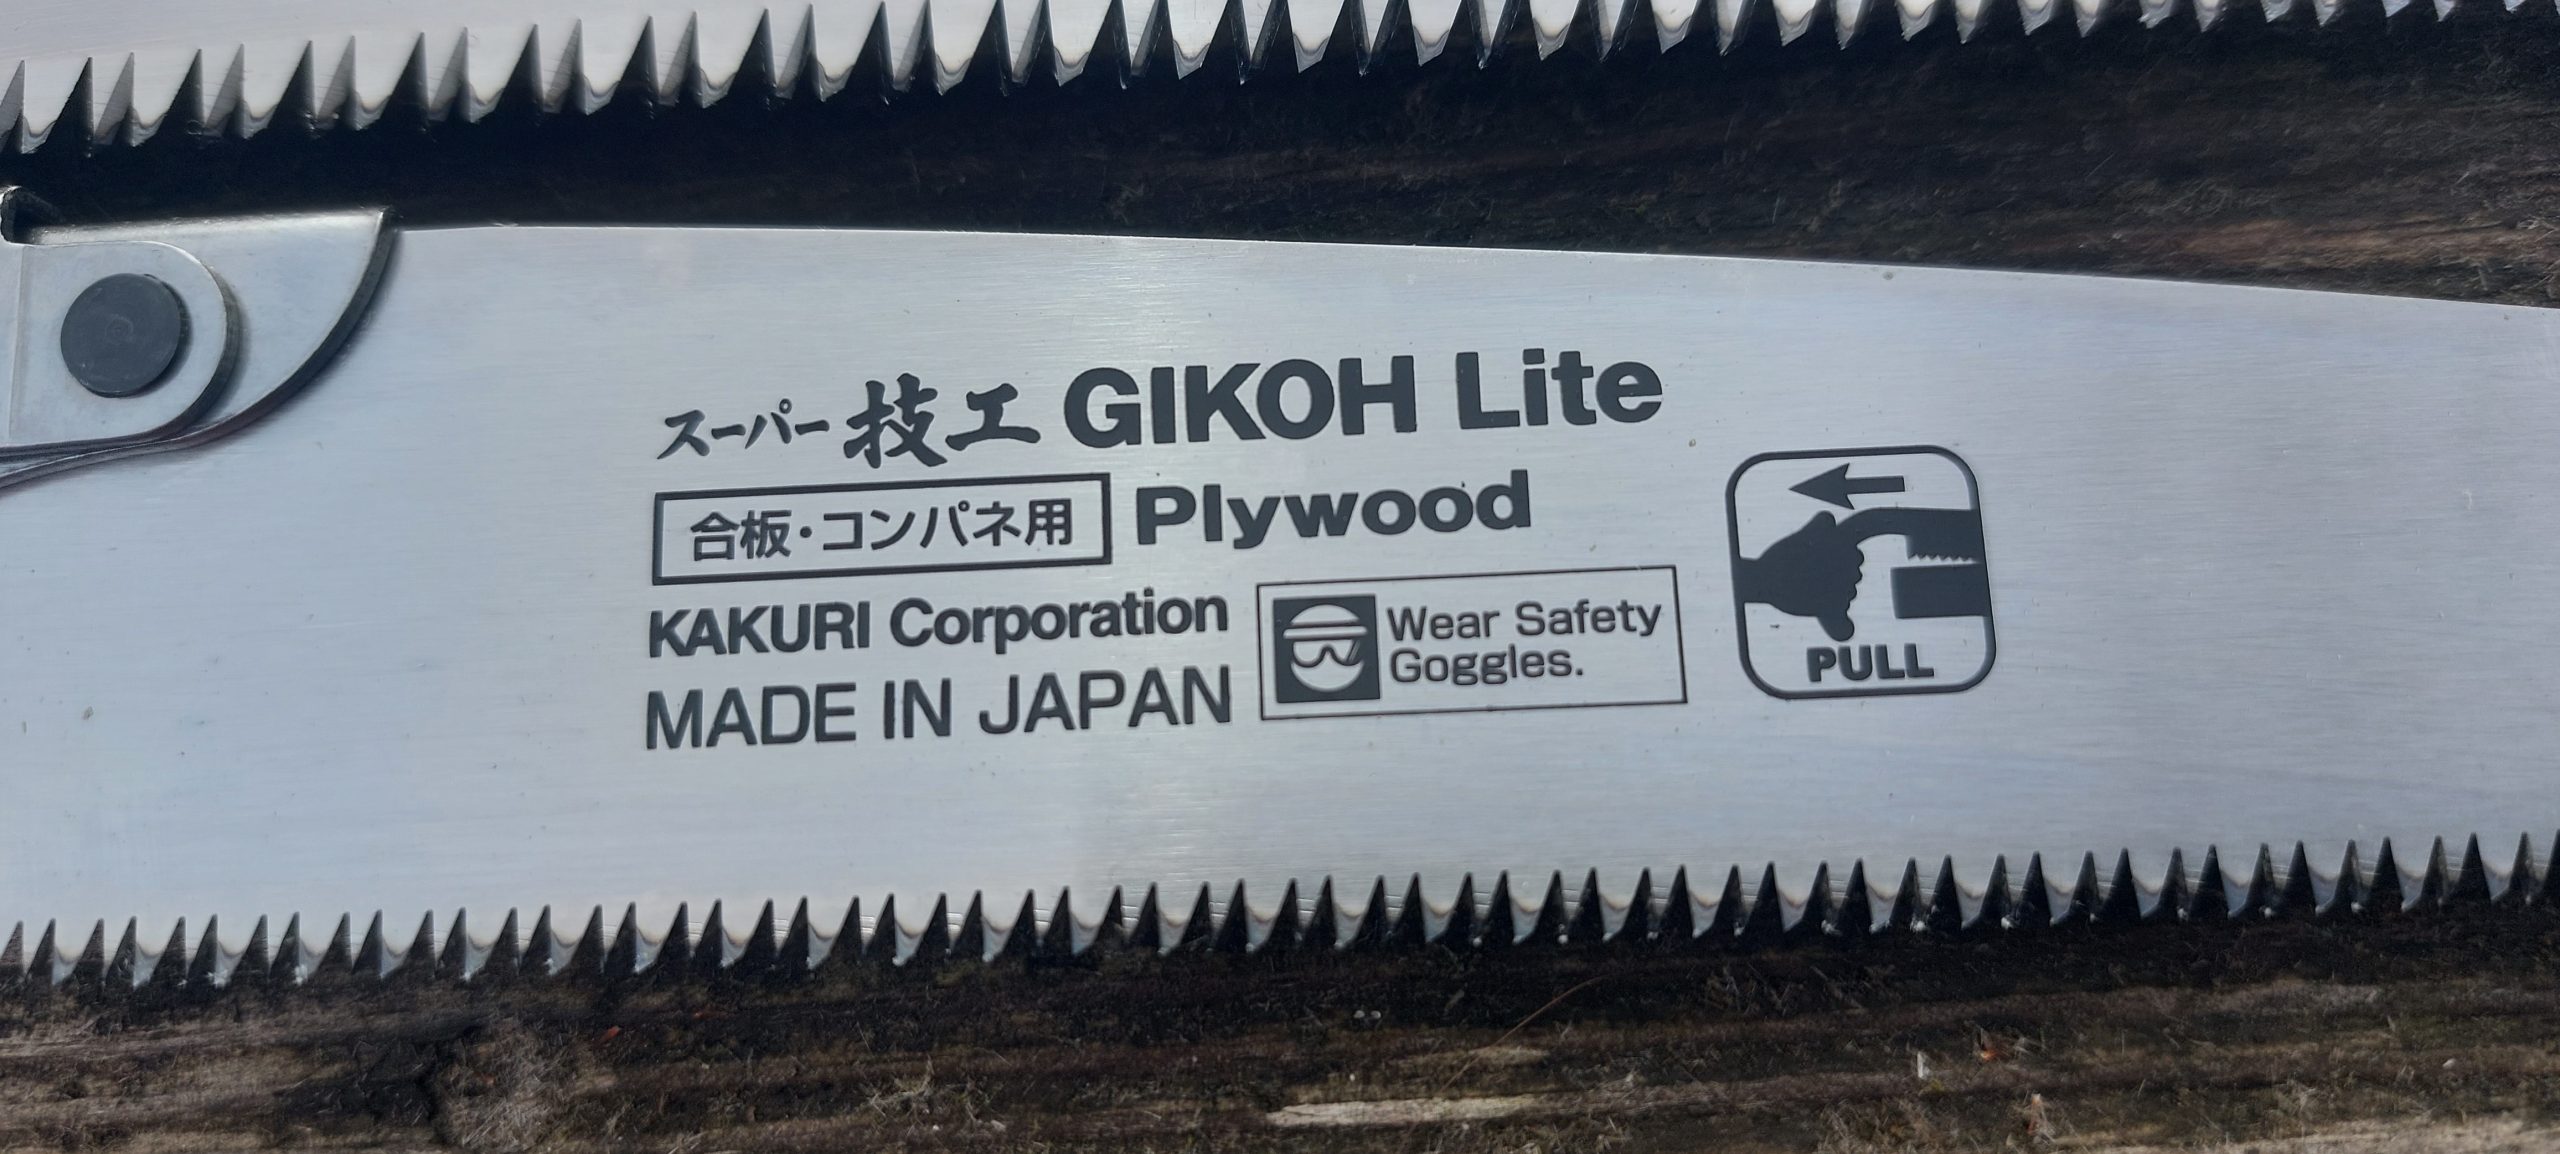 スーパー 技工 GIKOH Lite
合板・コンパネ用 Plywood
KAKURI Corporation
MADE IN JAPAN
Wear Safety
Goggles.
PULL